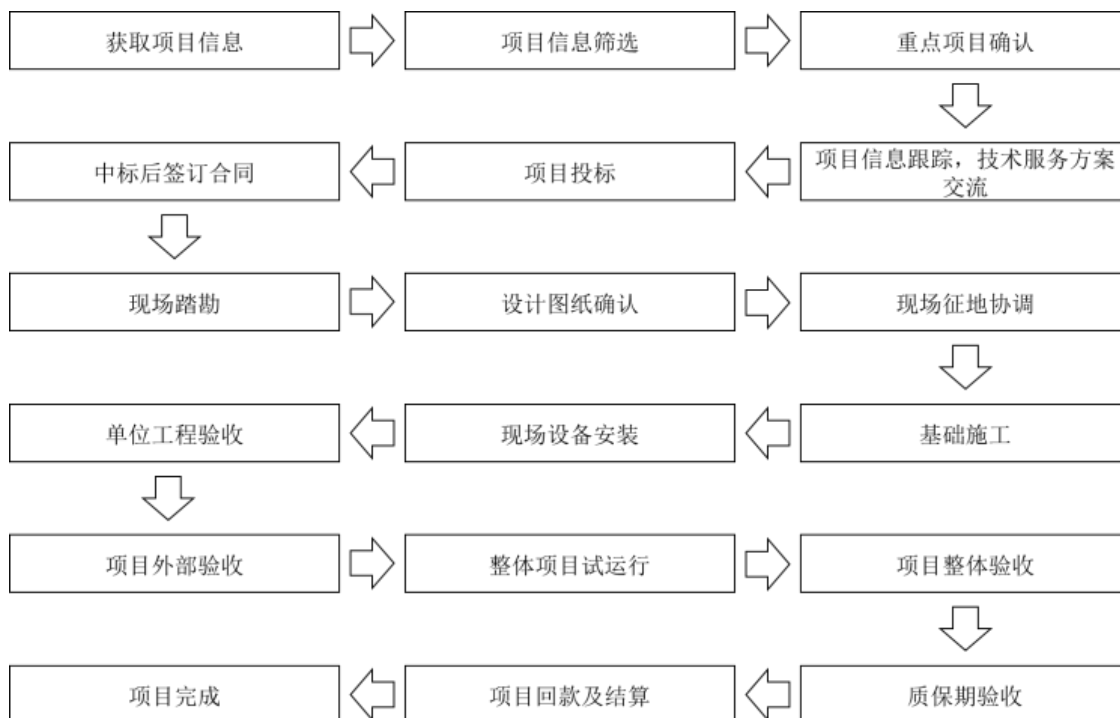 获取项目信息
项目信息筛选
重点项目确认
项目信息跟踪，技术服务方案
交流
项目投标
中标后签订合同
现场踏勘
设计图纸确认
现场征地协调
基础施工
现场设备安装
单位工程验收
项目外部验收
整体项目试运行
项目整体验收
质保期验收
项目回款及结算
项目完成